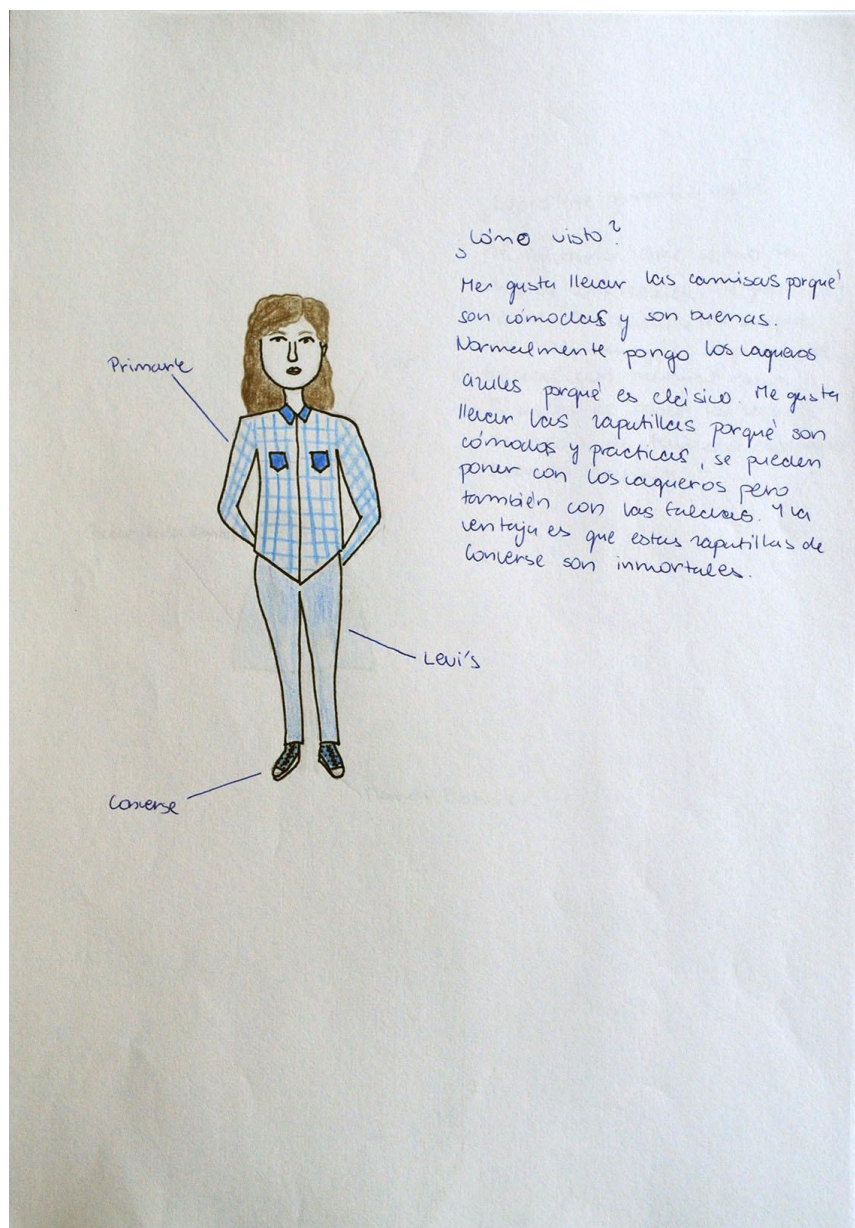 ¿Cómo visto?
Me gusta llevar las camisas porqué
son cómodas y son buenas.
Normalmente pongo los vaqueros
azules porqué es clásico. Me gusta
llevar las zapatillas porqué son
cómodas y practicas, se pueden
poner con los vaqueros pero
también con las faldas. Y la
ventaja es que estas zapatillas de
Converse son inmortales.
Primark
Levi's
Converse